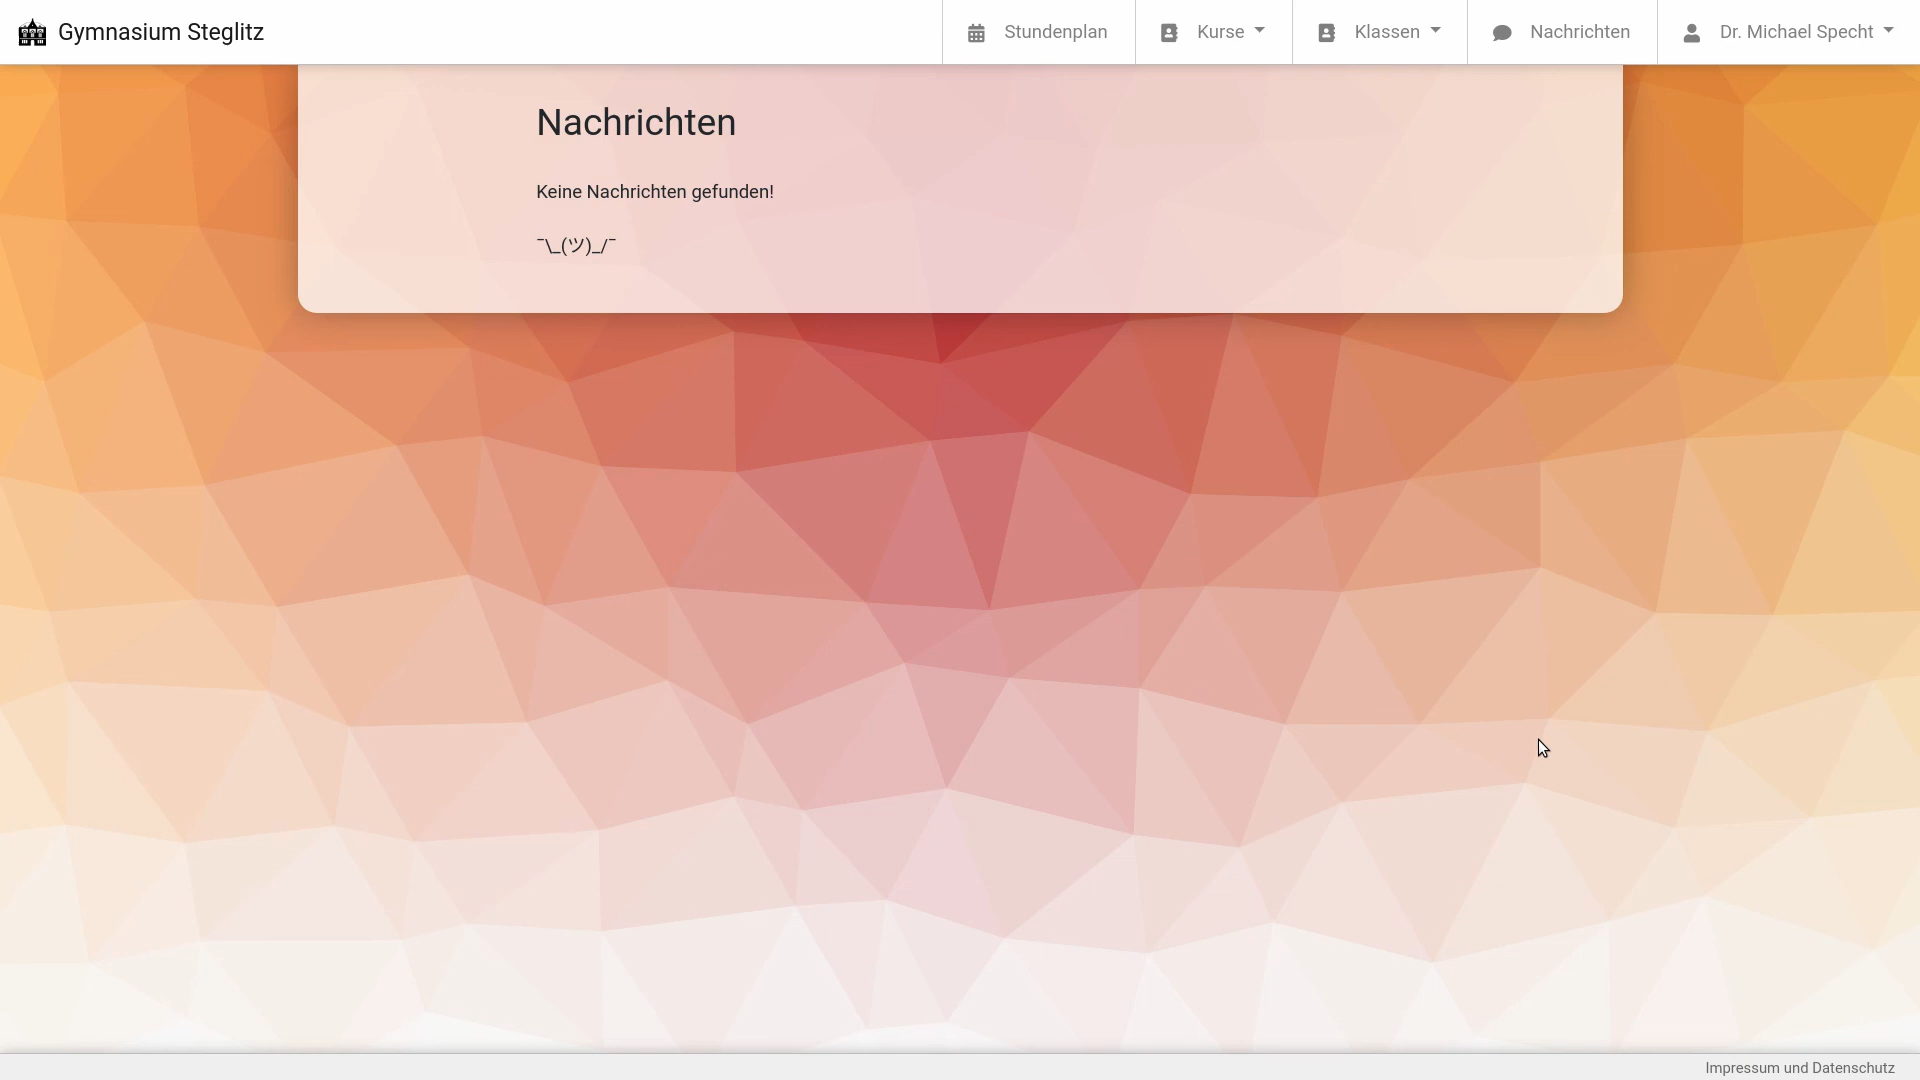 Gymnasium Steglitz
Stundenplan
Kurse
Klassen
Nachrichten
Dr. Michael Specht
Nachrichten
Keine Nachrichten gefunden!
¯\_(ツ)_/¯
Impressum und Datenschutz